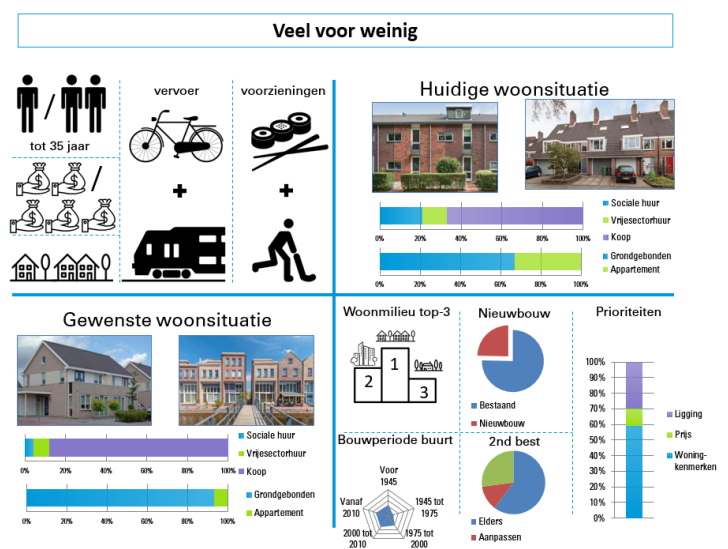 Veel voor weinig
vervoer
voorzieningen
tot 35 jaar
/
/
$ $
$ $ $
+
+
Huidige woonsituatie
0% 20% 40% 60% 80% 100%
Sociale huur
Vrijesectorhuur
Koop
0% 20% 40% 60% 80% 100%
Grondgebonden
Appartement
Gewenste woonsituatie
Sociale huur
Vrijesectorhuur
Koop
0% 20% 40% 60% 80% 100%
Grondgebonden
Appartement
0% 20% 40% 60% 80% 100%
Woonmilieu top-3
1
2
3
Nieuwbouw
Bestaand
Nieuwbouw
Bouwperiode buurt
Voor
1945
1945 tot
1975
1975 tot
2000
2000 tot
2010
Vanaf
2010
2nd best
Elders
Aanpassen
Prioriteiten
100%
90%
80%
70%
60%
50%
40%
30%
20%
10%
0%
Ligging
Prijs
Woning-
kenmerken